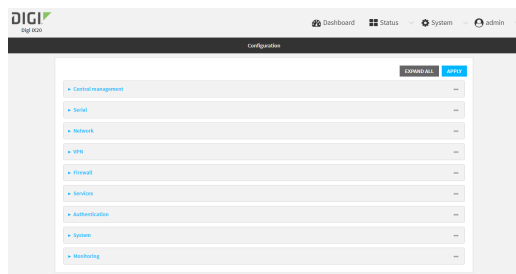 DIGI
Digi IX20
Dashboard
Status
System
admin
Configuration
EXPAND ALL
APPLY
Central management
Serial
Network
VPN
Firewall
Services
Authentication
System
Monitoring